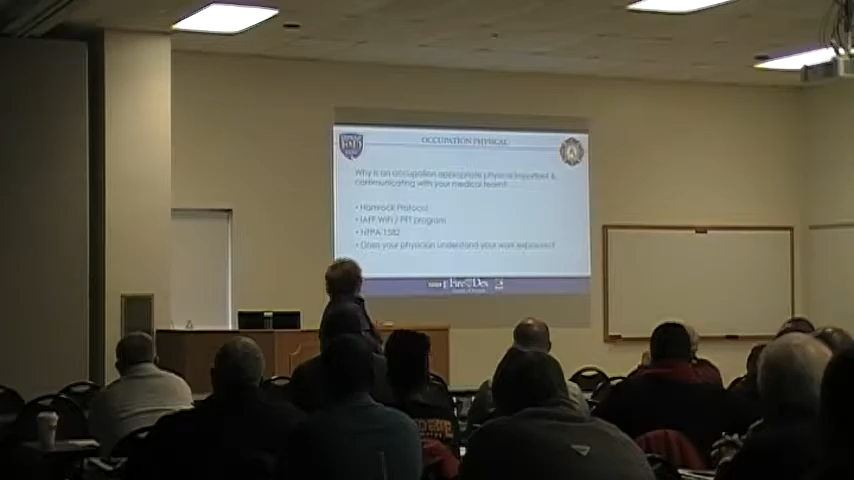 OCCUPATION PHYSICAL
Why is an occupation appropriate physical important &
communicating with your medical team?
• Hamrock Protocol
• IAFF WFI / PFT program
• NFPA 1582
• Does your physician understand your work exposures?